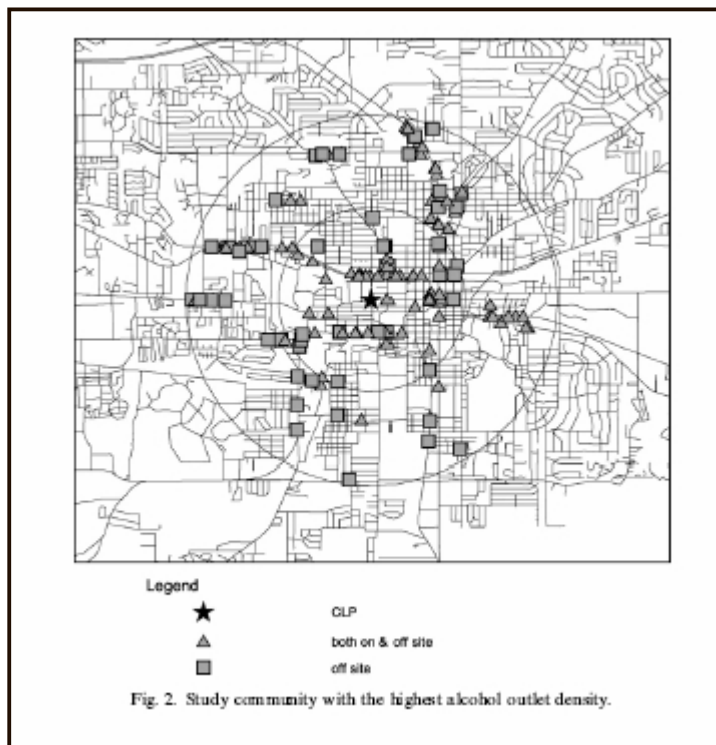 Legend
CLP
both on & off site
off site
Fig. 2. Study community with the highest alcohol outlet density.